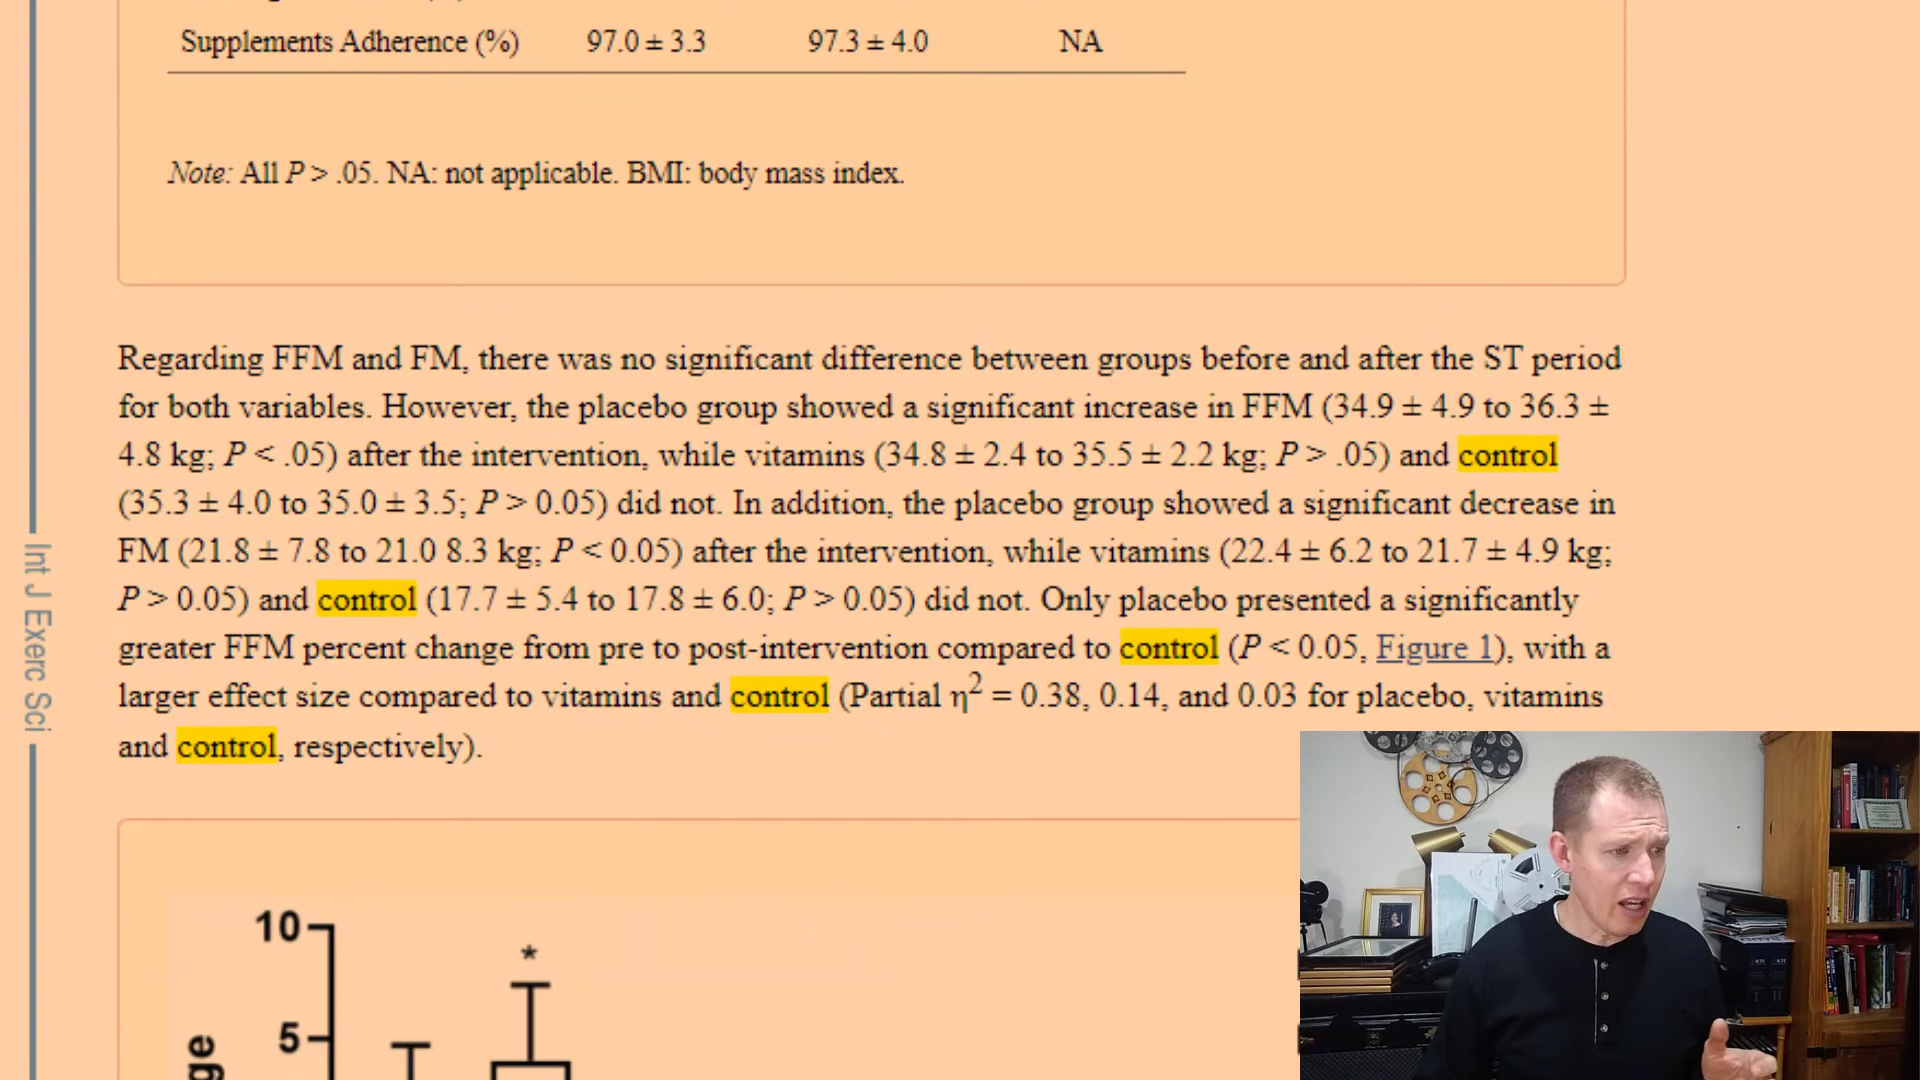 Supplements Adherence (%) 97.0 ± 3.3 97.3 ± 4.0 NA
Note: All P > .05. NA: not applicable. BMI: body mass index.
Regarding FFM and FM, there was no significant difference between groups before and after the ST period
for both variables. However, the placebo group showed a significant increase in FFM (34.9 ± 4.9 to 36.3 ±
4.8 kg; P < .05) after the intervention, while vitamins (34.8 ± 2.4 to 35.5 ± 2.2 kg; P > .05) and control
(35.3 ± 4.0 to 35.0 ± 3.5; P > 0.05) did not. In addition, the placebo group showed a significant decrease in
FM (21.8 ± 7.8 to 21.0 8.3 kg; P < 0.05) after the intervention, while vitamins (22.4 ± 6.2 to 21.7 ± 4.9 kg;
P > 0.05) and control (17.7 ± 5.4 to 17.8 ± 6.0; P > 0.05) did not. Only placebo presented a significantly
greater FFM percent change from pre to post-intervention compared to control (P < 0.05, Figure 1), with a
larger effect size compared to vitamins and control (Partial η² = 0.38, 0.14, and 0.03 for placebo, vitamins
and control, respectively).
Int J Exerc Sci
10
*
5
ge